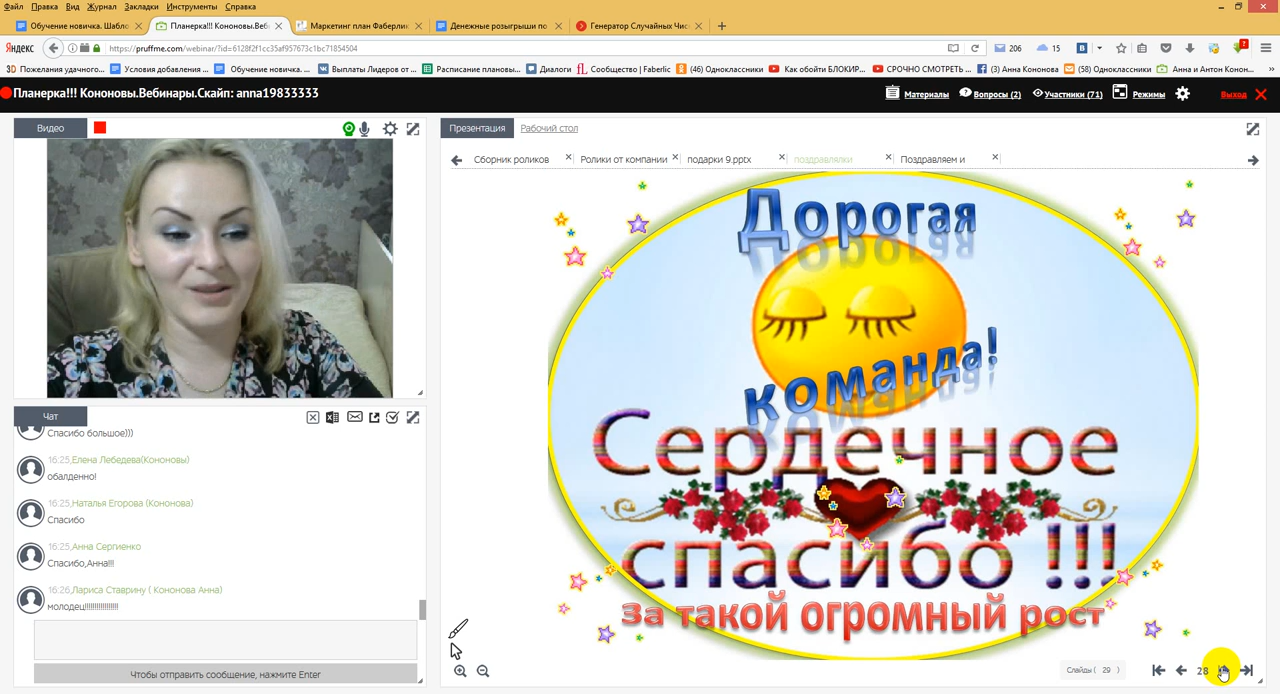 Файл Правка Вид Журнал Закладки Инструменты Справка
Обучение новичка. Шабло
Планерка!!! Кононовы.Веб
Маркетинг план Фаберли
Денежные розыгрыши по
Генератор Случайных Чис
Яндекс
https://pruffme.com/webinar/?id=6128f2f1cc35af957673c1bc71854504
206
15
Пожелания удачного...
Условия добавления ...
Обучение новичка. ...
Выплаты Лидеров от ...
Расписание плановы...
Диалоги
Сообщество | Faberlic
(46) Одноклассники
Как обойти БЛОКИР...
СРОЧНО СМОТРЕТЬ ...
(3) Анна Кононова
(58) Одноклассники
Анна и Антон Конон...
Планерка!!! Кононовы.Вебинары.Скайп: anna19833333
Материалы
Вопросы (2)
Участники (71)
Режимы
Выход
Видео
Презентация
Рабочий стол
Сборник роликов
Ролики от компании
подарки 9.pptx
поздравлялки
Поздравляем и
Дорогая
команда!
Сердечное
спасибо !!!
за такой огромный рост
Чат
Спасибо большое)))
16:25,Елена Лебедева(Кононовы)
обалденно!
16:25,Наталья Егорова (Кононова)
Спасибо
16:25,Анна Сергиенко
Спасибо,Анна!!!
16:26,Лариса Ставрину ( Кононова Анна)
молодец!!!!!!!!!!!!!!!!!!
Чтобы отправить сообщение, нажмите Enter
Слайды ( 29 )
28